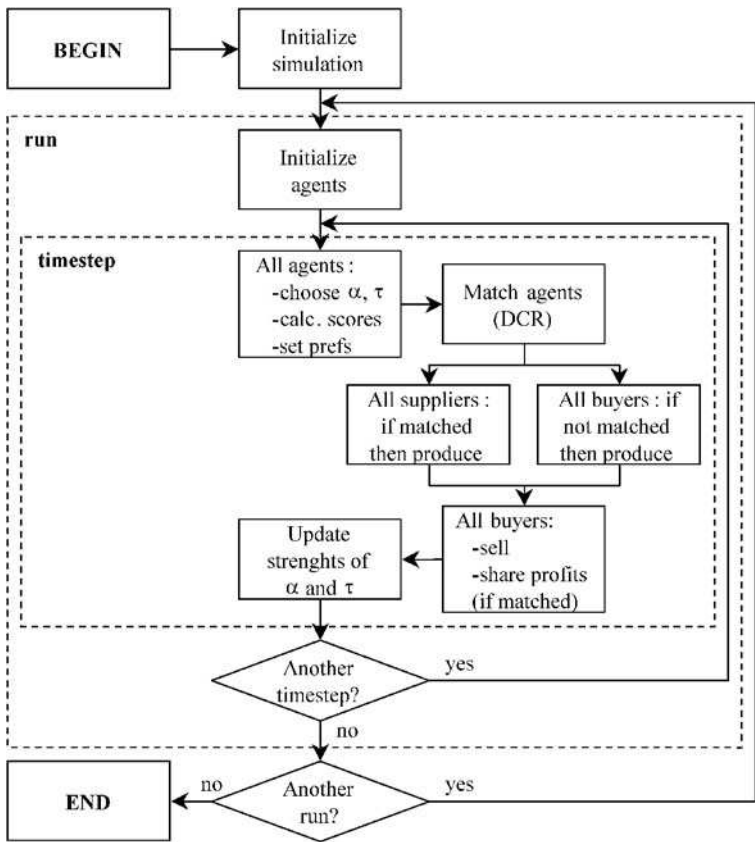 BEGIN
Initialize
simulation
run
Initialize
agents
timestep
All agents :
-choose α, τ
-calc. scores
-set prefs
Match agents
(DCR)
All suppliers :
if matched
then produce
All buyers : if
not matched
then produce
All buyers:
-sell
-share profits
(if matched)
Update
strenghts of
α and τ
Another
timestep?
yes
no
Another
run?
yes
no
END